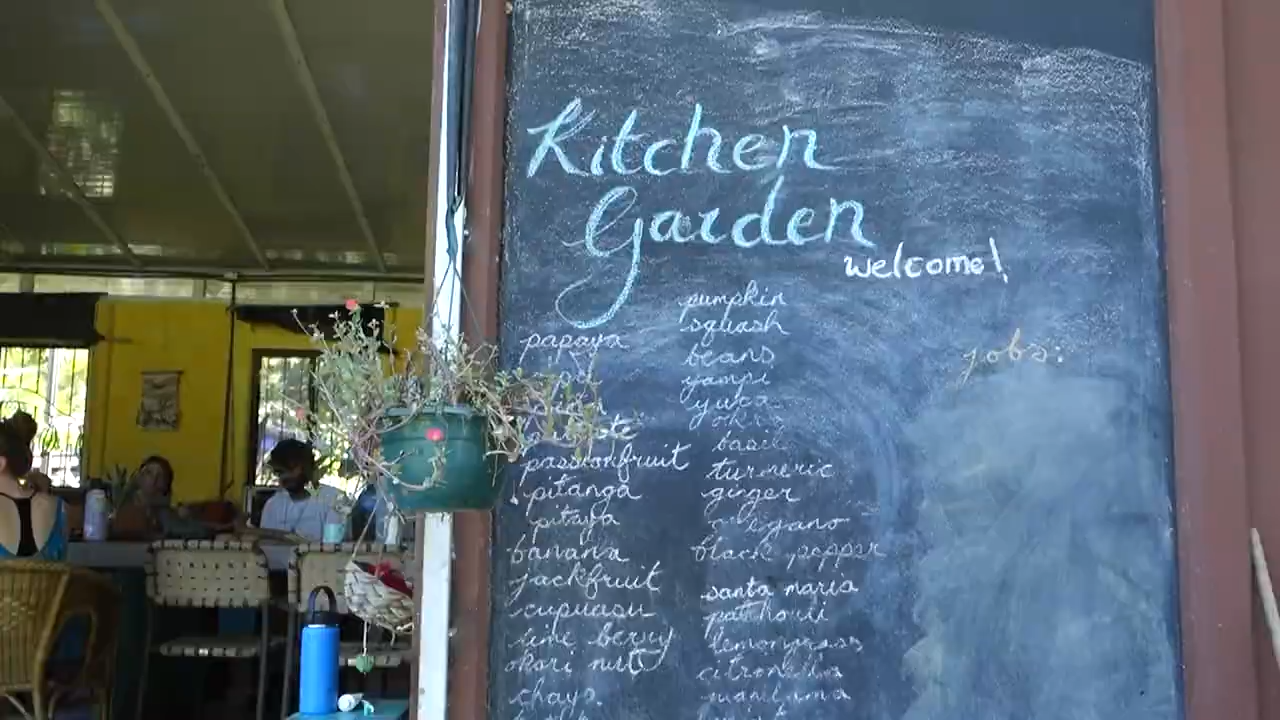 Kitchen
Garden
welcome!
papaya
passionfruit
pitanga
pitaya
banana
jackfruit
cupuasu
lime berry
okari nut
chaya
pumpkin
squash
beans
yampi
yuca
basil
turmeric
ginger
oregano
black pepper
santa maria
patchouli
lemongrass
citronella
jobs: